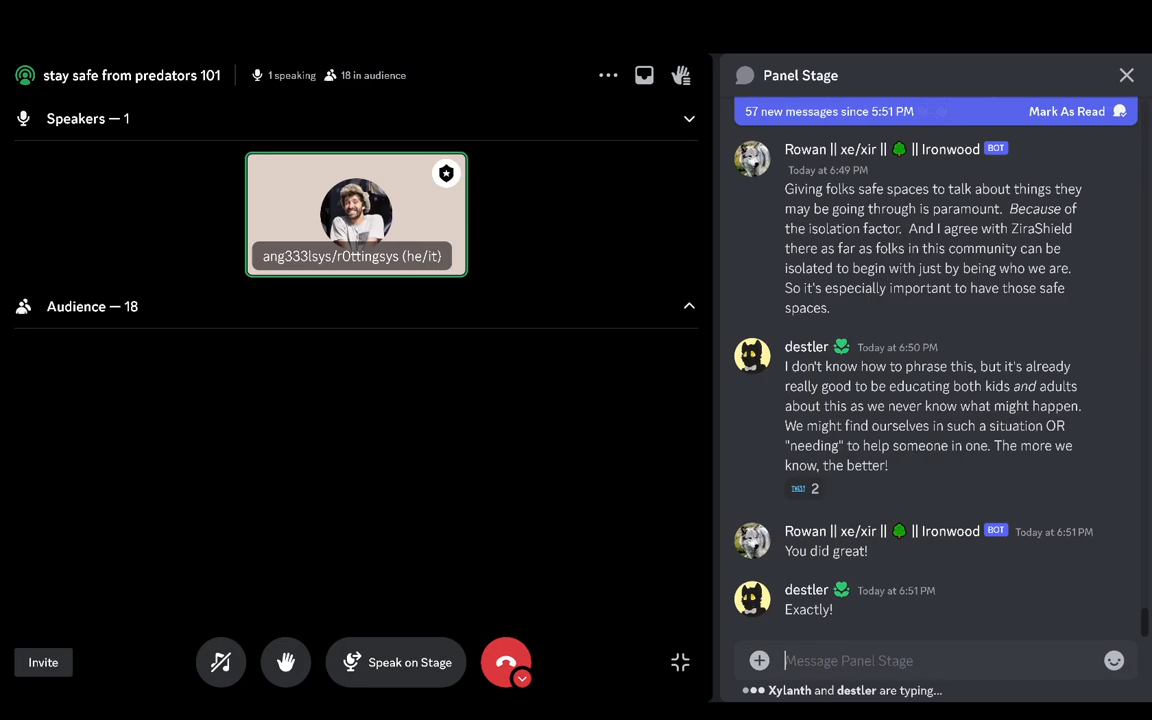 stay safe from predators 101
1 speaking
18 in audience
Speakers — 1
ang333lsys/r0ttingsys (he/it)
Audience — 18
Invite
Speak on Stage
Panel Stage
57 new messages since 5:51 PM
Mark As Read
Rowan || xe/xir || 🌳 || Ironwood BOT
Today at 6:49 PM
Giving folks safe spaces to talk about things they
may be going through is paramount. Because of
the isolation factor. And I agree with ZiraShield
there as far as folks in this community can be
isolated to begin with just by being who we are.
So it's especially important to have those safe
spaces.
destler Today at 6:50 PM
I don't know how to phrase this, but it's already
really good to be educating both kids and adults
about this as we never know what might happen.
We might find ourselves in such a situation OR
"needing" to help someone in one. The more we
know, the better!
2
Rowan || xe/xir || 🌳 || Ironwood BOT Today at 6:51 PM
You did great!
destler Today at 6:51 PM
Exactly!
Message Panel Stage
Xylanth and destler are typing...